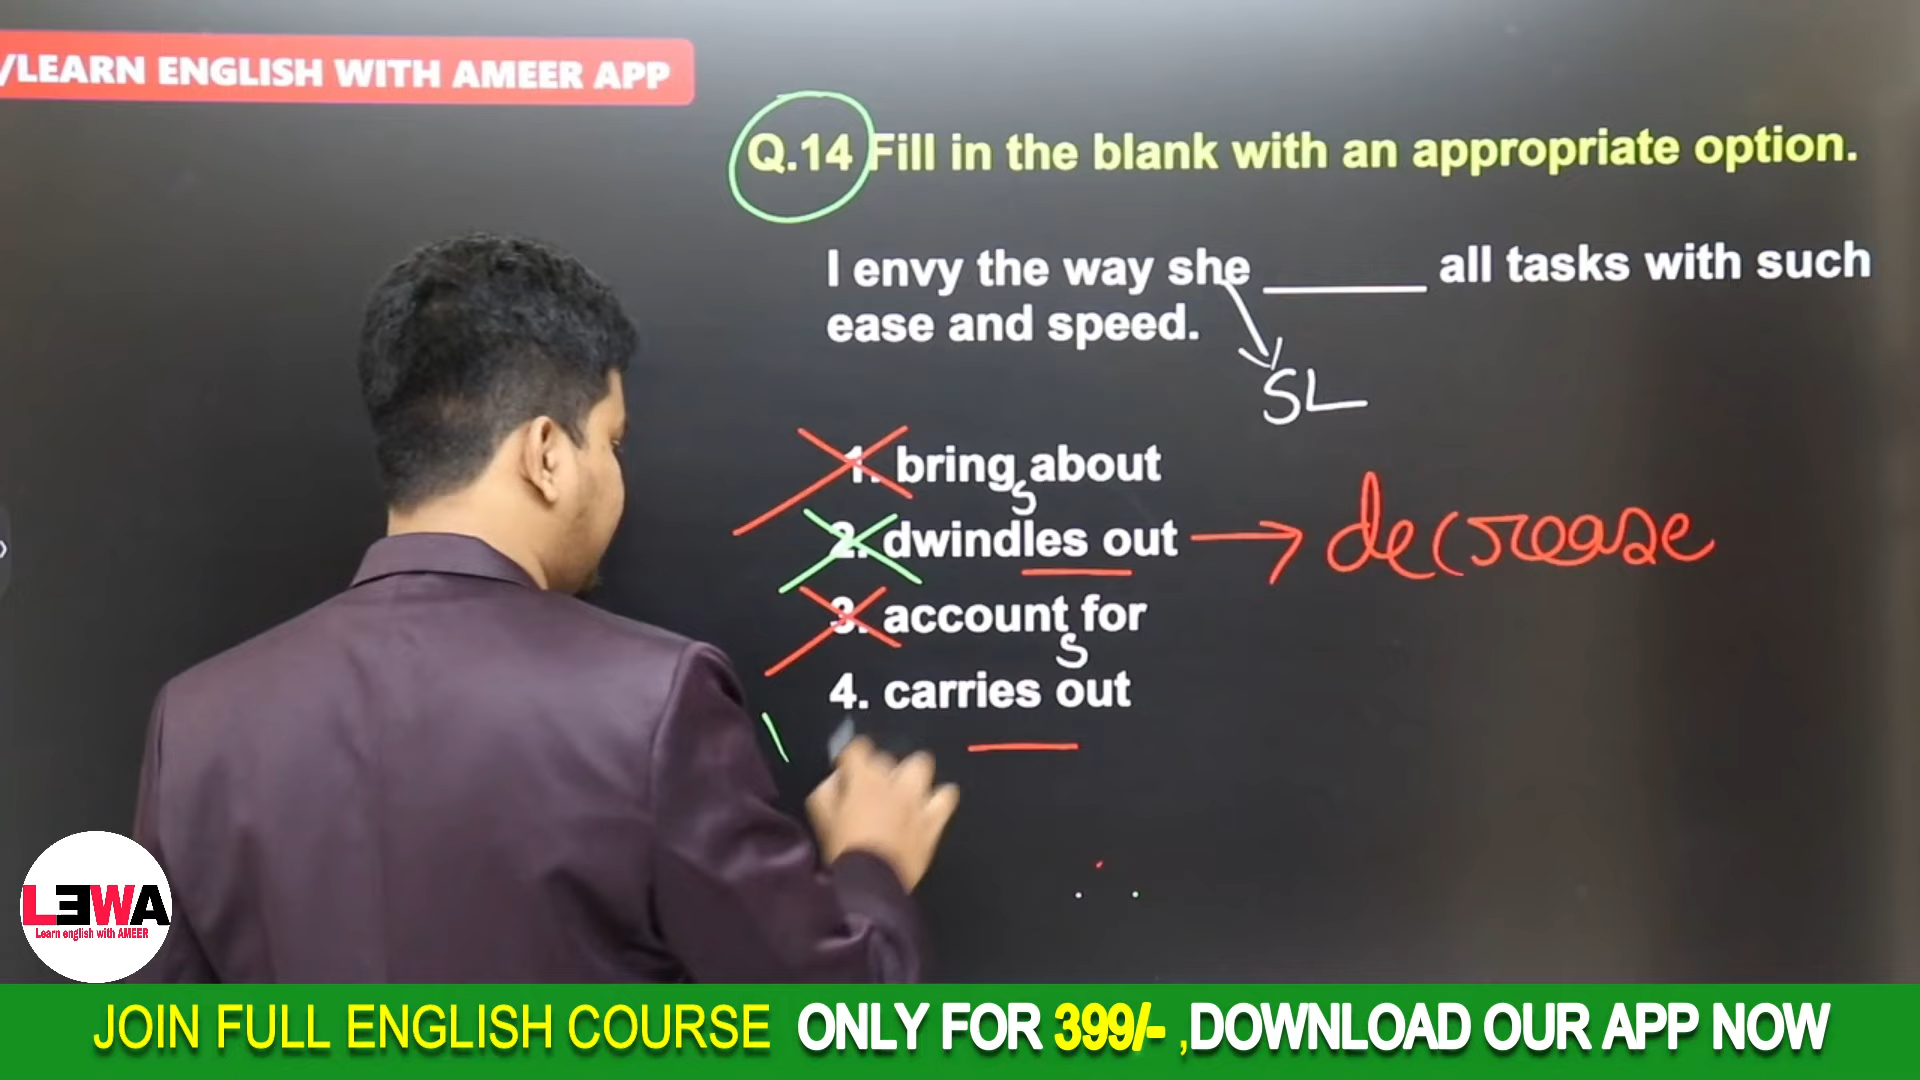 /LEARN ENGLISH WITH AMEER APP
Q.14 Fill in the blank with an appropriate option.
I envy the way she ______ all tasks with such
ease and speed.
SL
1. bring about
s
2. dwindles out → decrease
3. account for
s
4. carries out
LEWA
Learn english with AMEER
JOIN FULL ENGLISH COURSE ONLY FOR 399/- ,DOWNLOAD OUR APP NOW